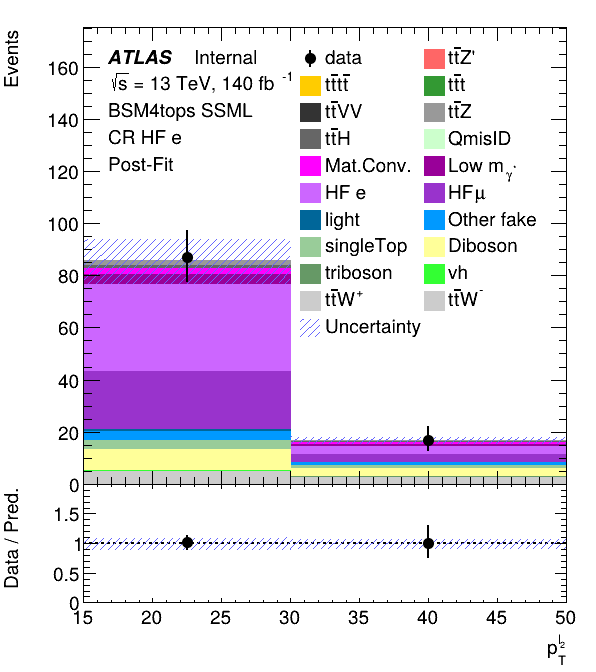 Events
160
140
120
100
80
60
40
20
0
ATLAS Internal
√s = 13 TeV, 140 fb⁻¹
BSM4tops SSML
CR HF e
Post-Fit
data
tt̄Z'
tt̄tt̄
tt̄t
tt̄VV
tt̄Z
tt̄H
QmisID
Mat.Conv.
Low m_γ*
HF e
HFμ
light
Other fake
singleTop
Diboson
triboson
vh
tt̄W⁺
tt̄W⁻
Uncertainty
Data / Pred.
1.5
1
0.5
0
15 20 25 30 35 40 45 50
p_T^l₂